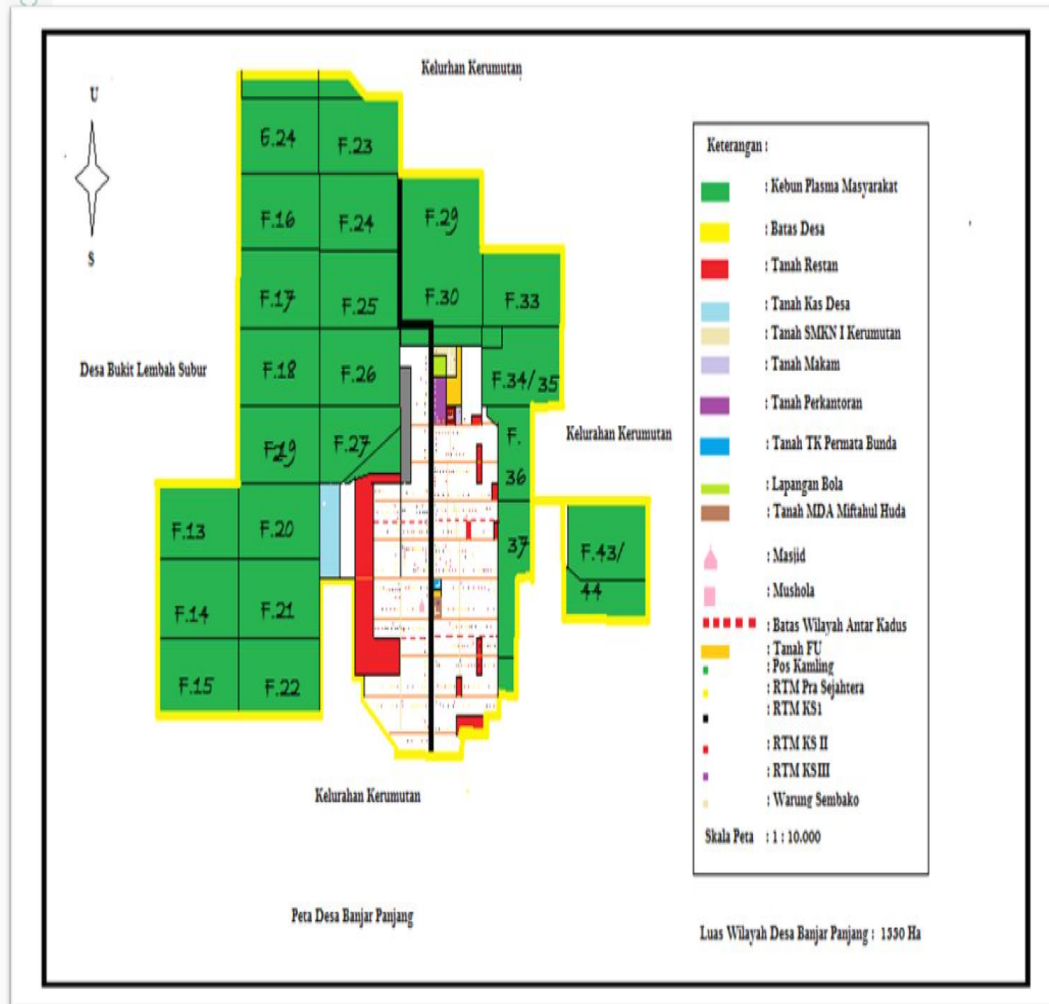 Kelurhan Kerumutan
U
S
6.24
F.23
F.16
F.24
F.29
F.17
F.25
F.30
F.33
Desa Bukit Lembah Subur
F.18
F.26
F.34/35
F.19
F.27
F.
36
Kelurahan Kerumutan
F.13
F.20
37
F.43/
44
F.14
F.21
F.15
F.22
Kelurahan Kerumutan
Peta Desa Banjar Panjang
Keterangan :
: Kebun Plasma Masyarakat
: Batas Desa
: Tanah Restan
: Tanah Kas Desa
: Tanah SMKN I Kerumutan
: Tanah Makam
: Tanah Perkantoran
: Tanah TK Permata Bunda
: Lapangan Bola
: Tanah MDA Miftahul Huda
: Masjid
: Mushola
: Batas Wilayah Antar Kadus
: Tanah FU
: Pos Kamling
: RTM Pra Sejahtera
: RTM KS1
: RTM KS II
: RTM KSIII
: Warung Sembako
Skala Peta : 1 : 10.000
Luas Wilayah Desa Banjar Panjang : 1330 Ha